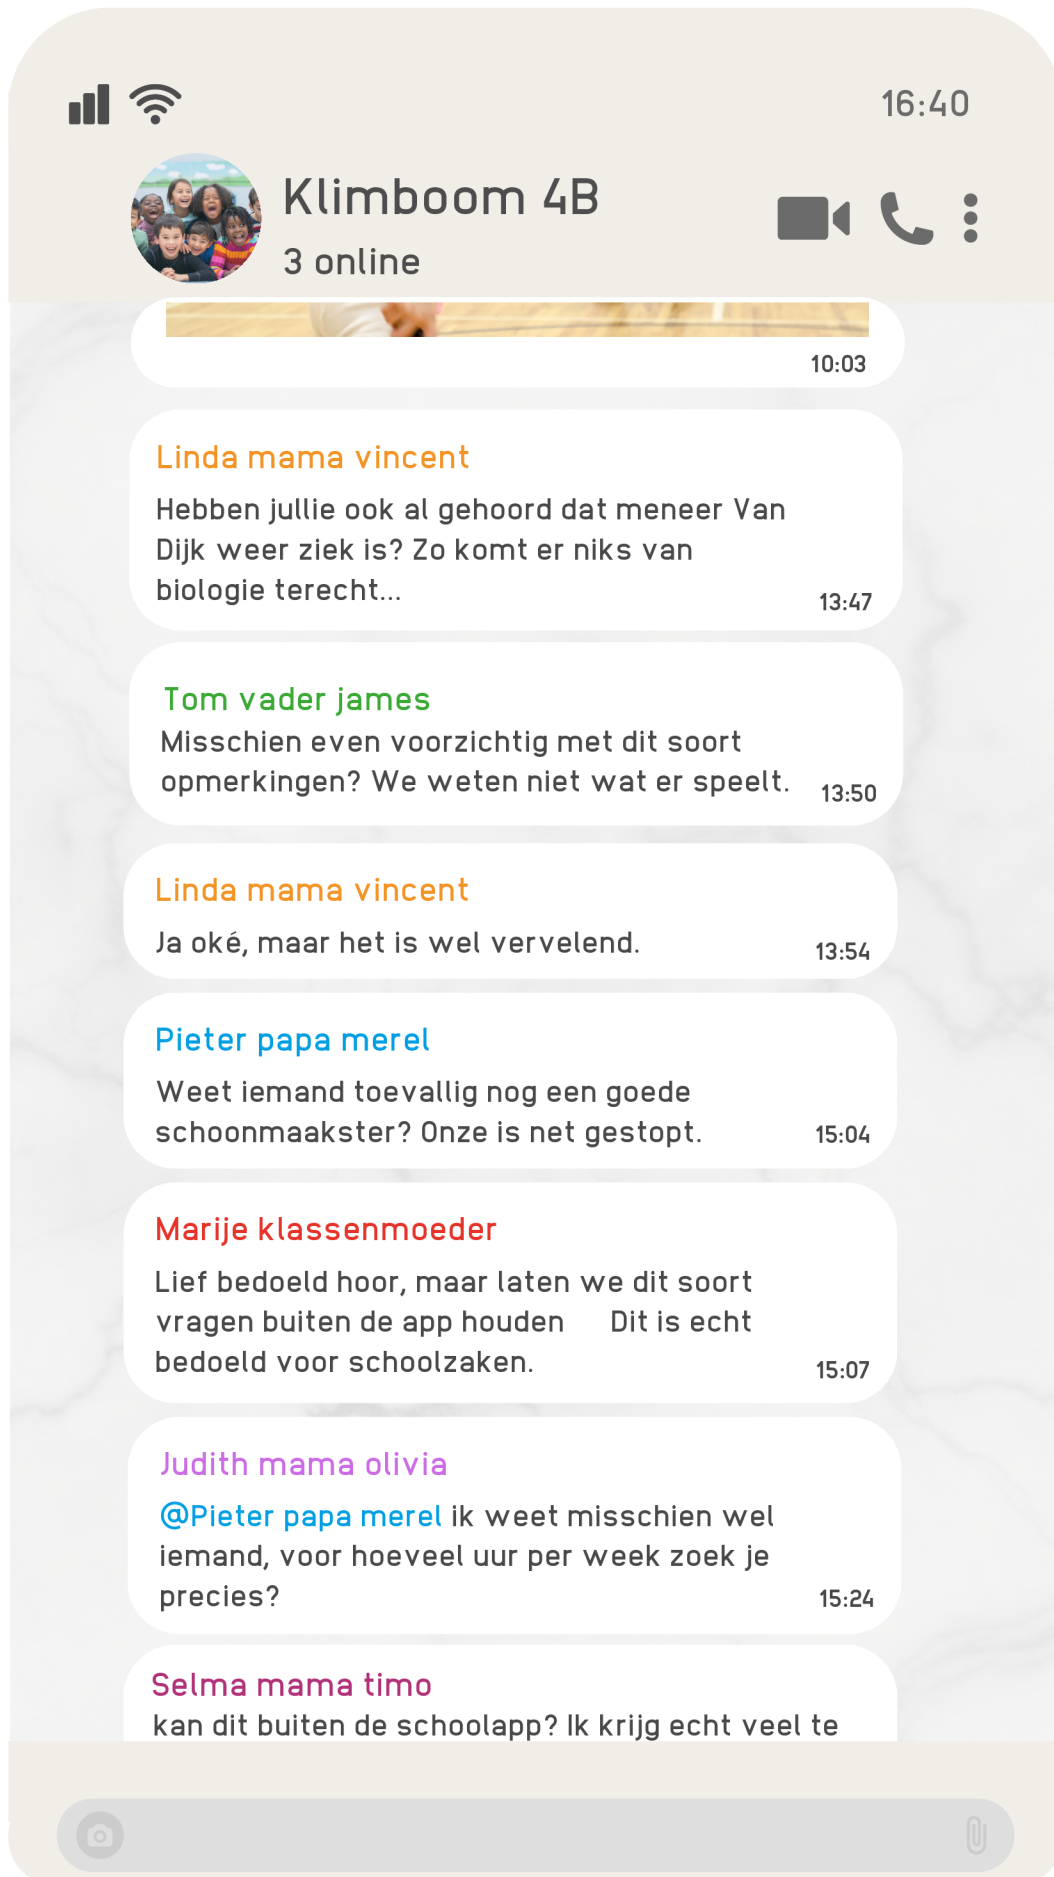 16:40
Klimboom 4B
3 online
10:03
Linda mama vincent
Hebben jullie ook al gehoord dat meneer Van
Dijk weer ziek is? Zo komt er niks van
biologie terecht...
13:47
Tom vader james
Misschien even voorzichtig met dit soort
opmerkingen? We weten niet wat er speelt.
13:50
Linda mama vincent
Ja oké, maar het is wel vervelend.
13:54
Pieter papa merel
Weet iemand toevallig nog een goede
schoonmaakster? Onze is net gestopt.
15:04
Marije klassenmoeder
Lief bedoeld hoor, maar laten we dit soort
vragen buiten de app houden Dit is echt
bedoeld voor schoolzaken.
15:07
Judith mama olivia
@Pieter papa merel ik weet misschien wel
iemand, voor hoeveel uur per week zoek je
precies?
15:24
Selma mama timo
kan dit buiten de schoolapp? Ik krijg echt veel te